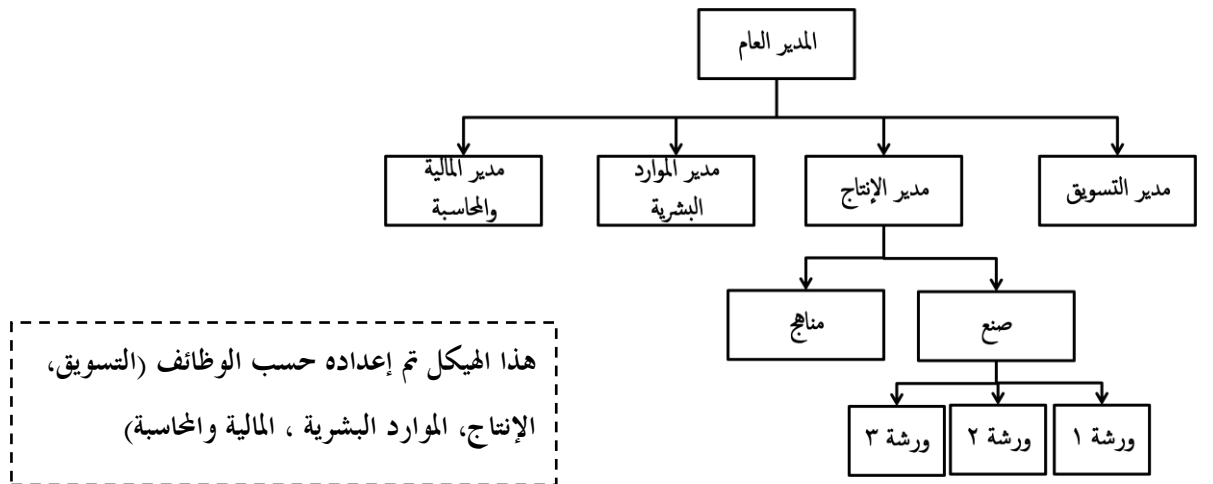 المدير العام
مدير التسويق
مدير الإنتاج
مدير الموارد
البشرية
مدير المالية
والمحاسبة
صنع
مناهج
ورشة ١
ورشة ٢
ورشة ٣
هذا الهيكل تم إعداده حسب الوظائف (التسويق،
الإنتاج، الموارد البشرية ، المالية والمحاسبة)